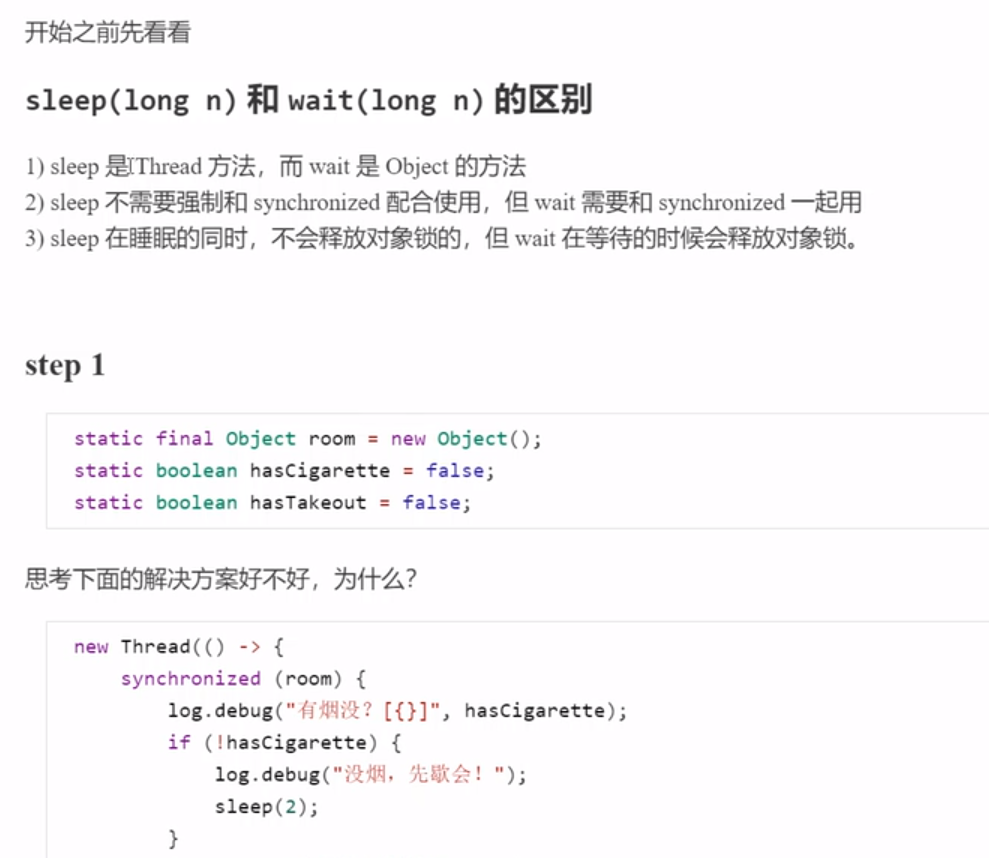 开始之前先看看
sleep(long n) 和 wait(long n) 的区别
1) sleep 是Thread 方法，而 wait 是 Object 的方法
2) sleep 不需要强制和 synchronized 配合使用，但 wait 需要和 synchronized 一起用
3) sleep 在睡眠的同时，不会释放对象锁的，但 wait 在等待的时候会释放对象锁。
step 1
static final Object room = new Object();
static boolean hasCigarette = false;
static boolean hasTakeout = false;
思考下面的解决方案好不好，为什么？
new Thread(() -> {
    synchronized (room) {
        log.debug("有烟没？[{}]", hasCigarette);
        if (!hasCigarette) {
            log.debug("没烟，先歇会！");
            sleep(2);
        }